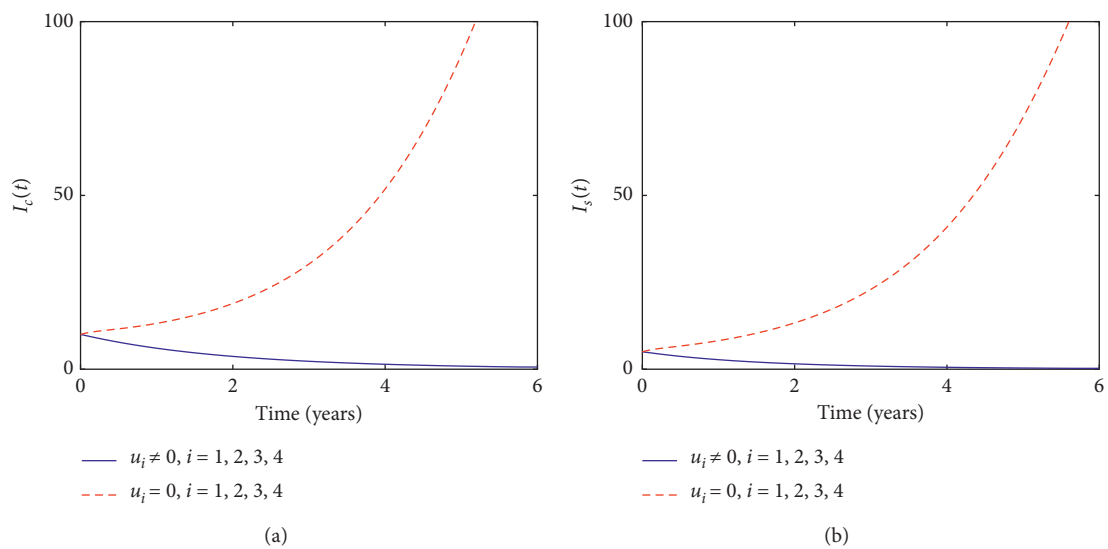 100
50
0
I_c(t)
0 2 4 6
Time (years)
u_i ≠ 0, i = 1, 2, 3, 4
u_i = 0, i = 1, 2, 3, 4
(a)
100
50
0
I_s(t)
0 2 4 6
Time (years)
u_i ≠ 0, i = 1, 2, 3, 4
u_i = 0, i = 1, 2, 3, 4
(b)